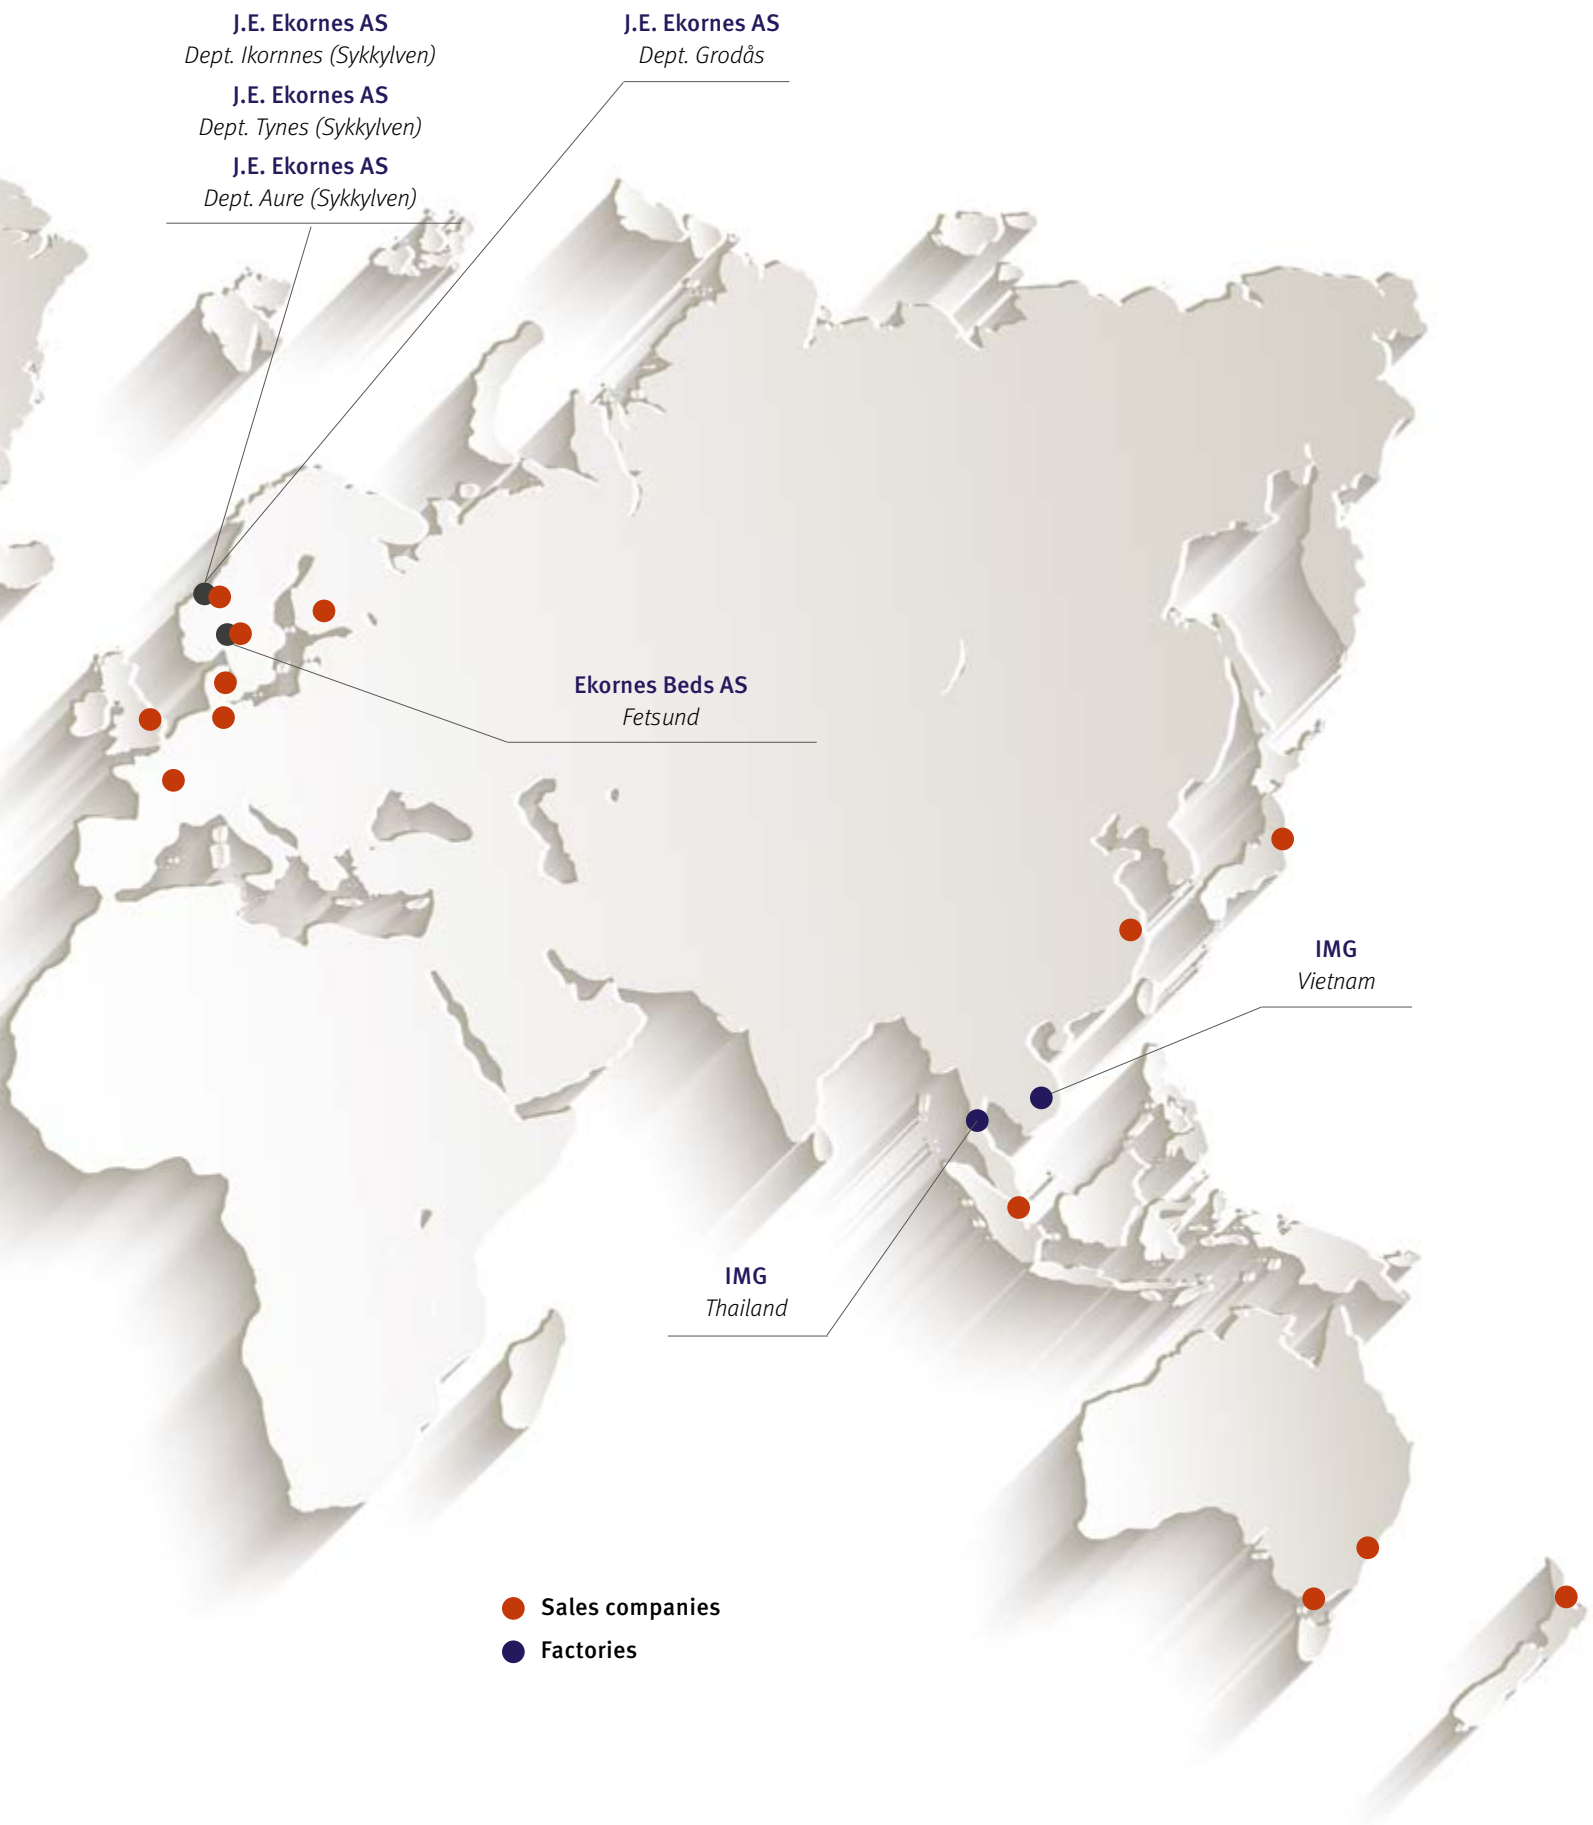 J.E. Ekornes AS
Dept. Ikornnes (Sykkylven)
J.E. Ekornes AS
Dept. Tynes (Sykkylven)
J.E. Ekornes AS
Dept. Aure (Sykkylven)
J.E. Ekornes AS
Dept. Grodås
Ekornes Beds AS
Fetsund
IMG
Vietnam
IMG
Thailand
Sales companies
Factories